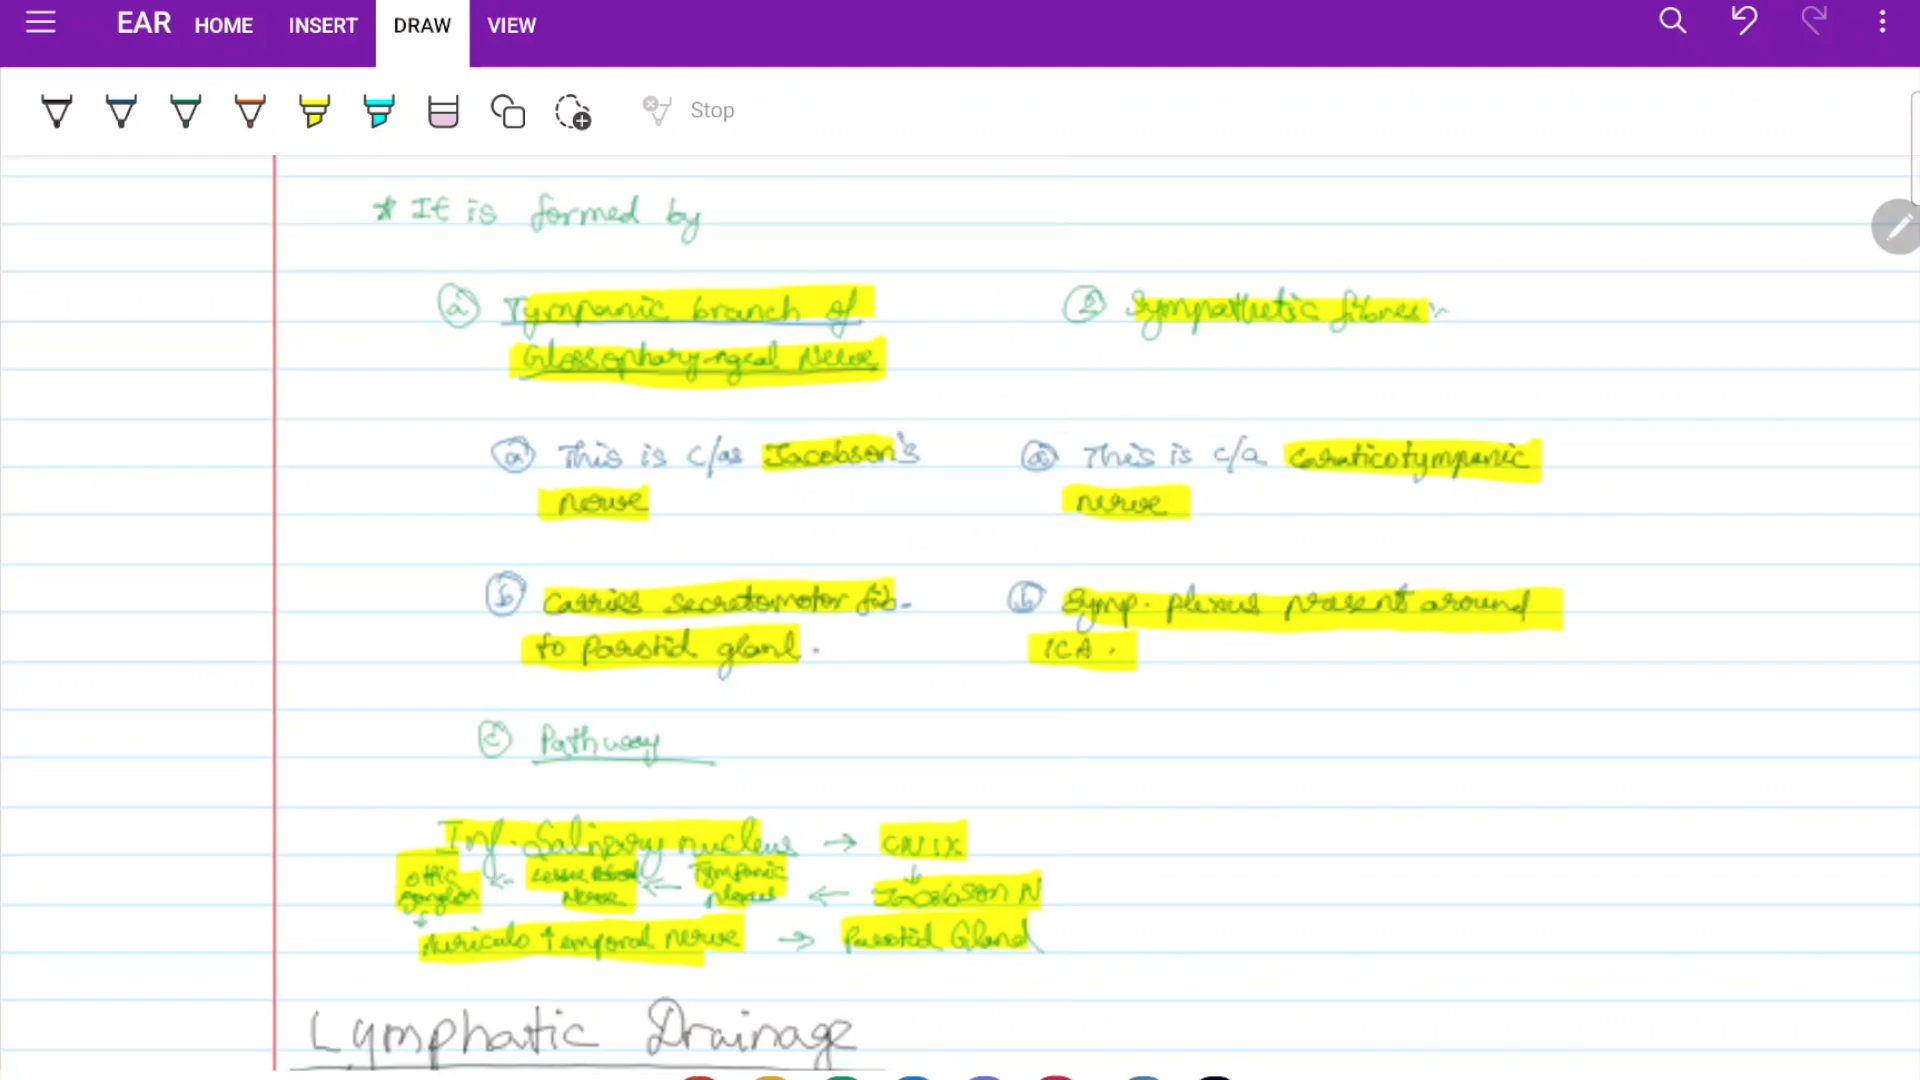 EAR HOME INSERT DRAW VIEW
Stop
* It is formed by
(a) Tympanic branch of
Glossopharyngeal Nerve
(2) Sympathetic fibres
(a) This is c/as Jacobson's
nerve
(a) This is c/a caroticotympanic
nerve
(b) Carries secretomotor fib.
to Parotid gland.
(b) Symp. plexus present around
ICA.
(c) Pathway
Inf. Salivary nucleus → CN IX
↓
Otic ganglion ← Lesser Nerve ← Tympanic plexus ← Jacobson N
↓
Auriculo temporal nerve → Parotid Gland
Lymphatic Drainage